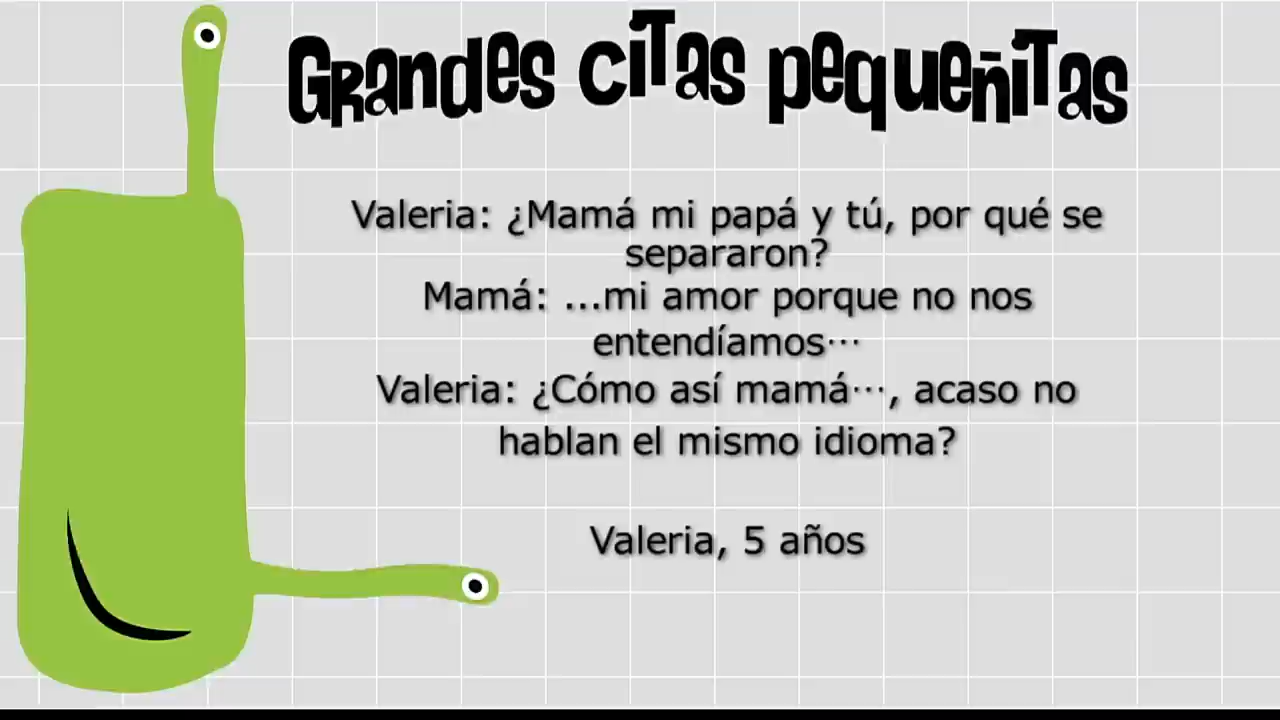 Grandes citas pequeñitas
Valeria: ¿Mamá mi papá y tú, por qué se
separaron?
Mamá: ...mi amor porque no nos
entendíamos…
Valeria: ¿Cómo así mamá…, acaso no
hablan el mismo idioma?
Valeria, 5 años